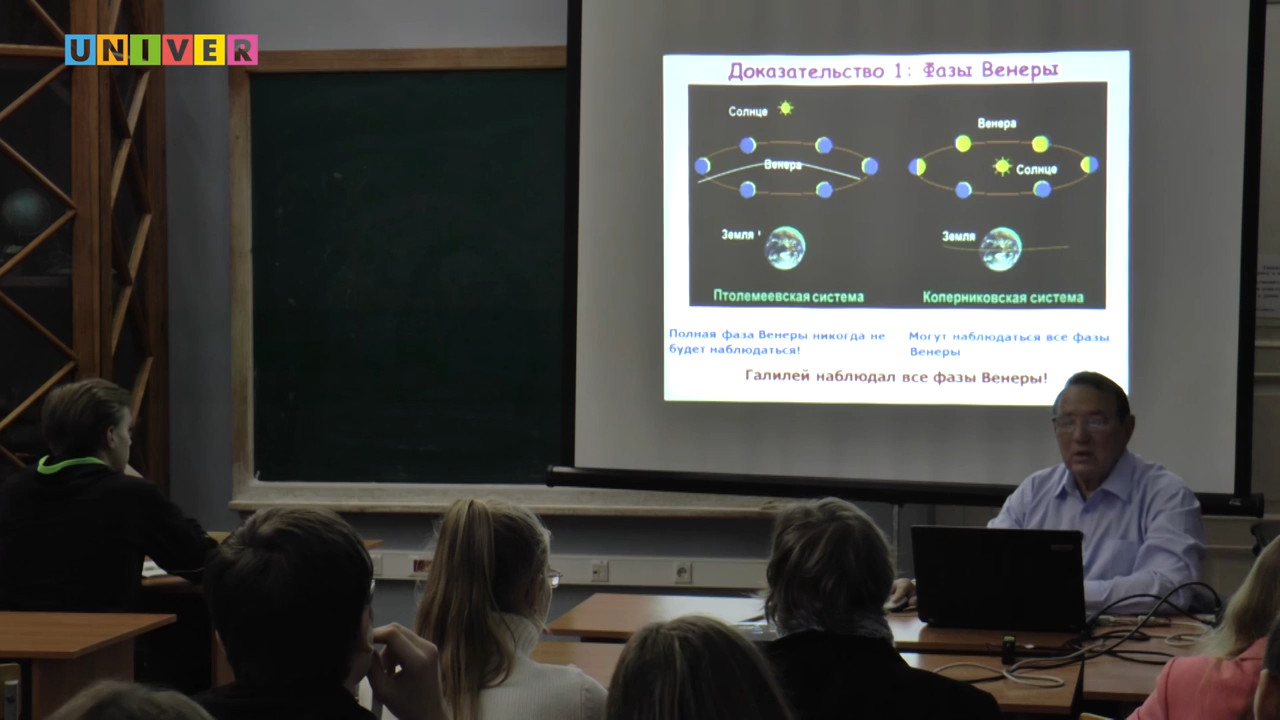 UNIVER
Доказательство 1: Фазы Венеры
Солнце
Венера
Земля
Птолемеевская система
Венера
Солнце
Земля
Коперниковская система
Полная фаза Венеры никогда не
будет наблюдаться!
Могут наблюдаться все фазы
Венеры
Галилей наблюдал все фазы Венеры!